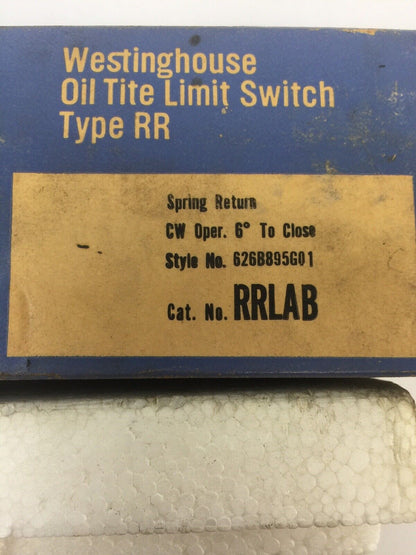 Westinghouse
Oil Tite Limit Switch
Type RR
Spring Return
CW Oper. 6° To Close
Style No. 626B895G01
Cat. No. RRLAB